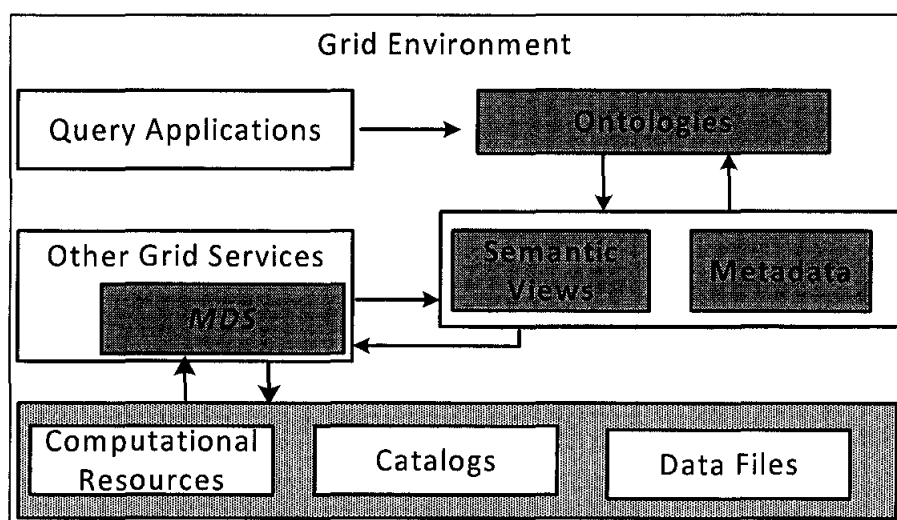 Grid Environment
Query Applications
Ontologies
Other Grid Services
MDS
Semantic
Views
Metadata
Computational
Resources
Catalogs
Data Files